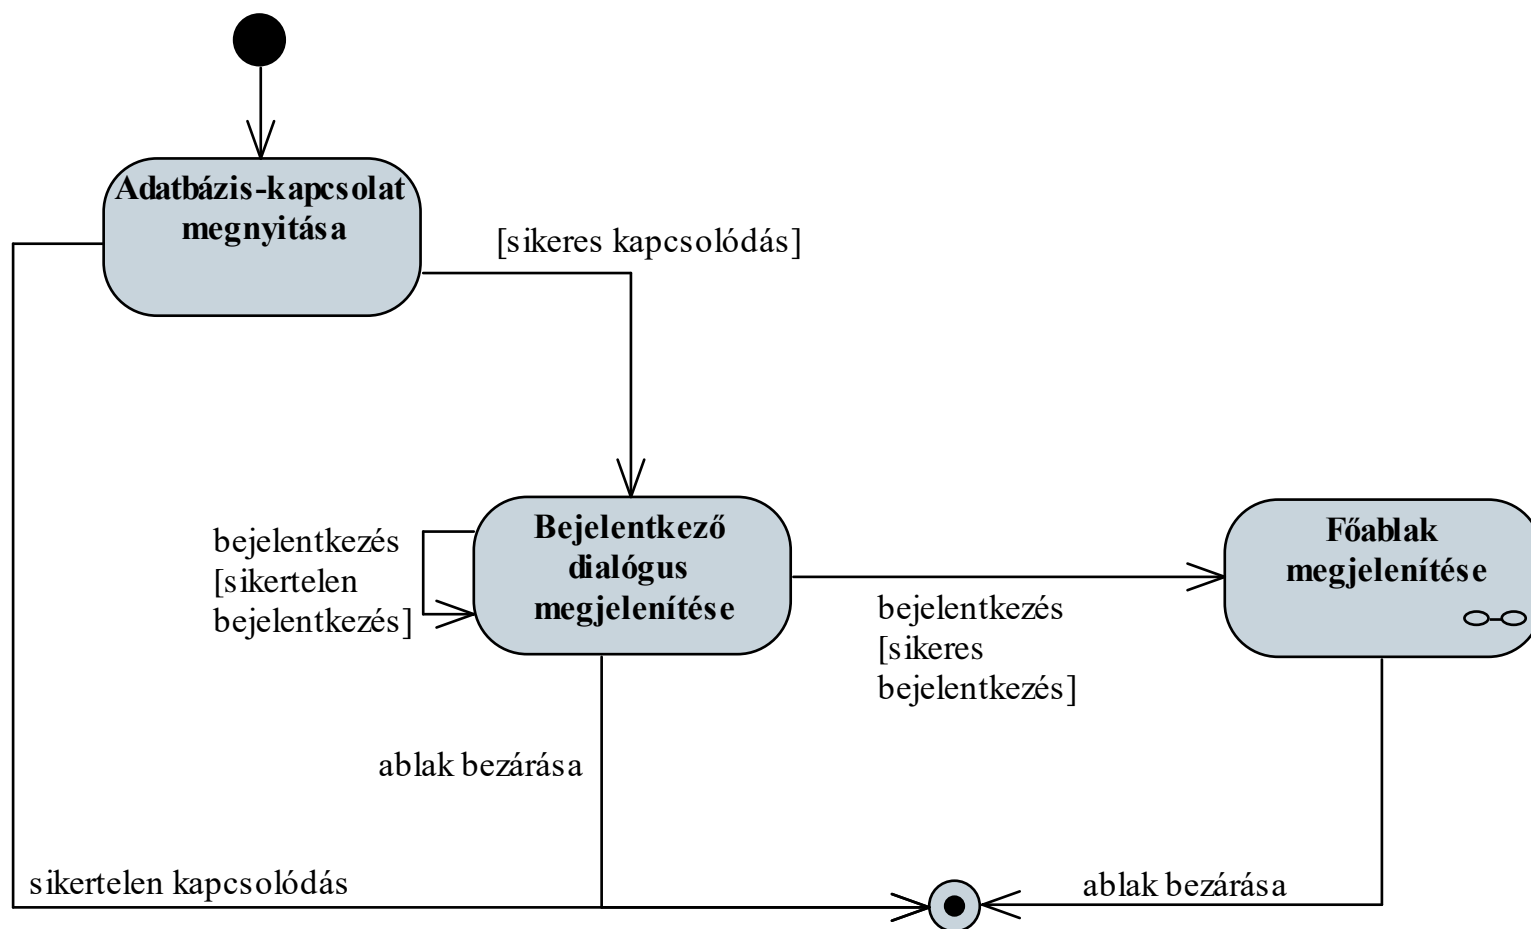 Adatbázis-kapcsolat
megnyitása
[sikeres kapcsolódás]
bejelentkezés
[sikertelen
bejelentkezés]
Bejelentkező
dialógus
megjelenítése
bejelentkezés
[sikeres
bejelentkezés]
Főablak
megjelenítése
ablak bezárása
sikertelen kapcsolódás
ablak bezárása